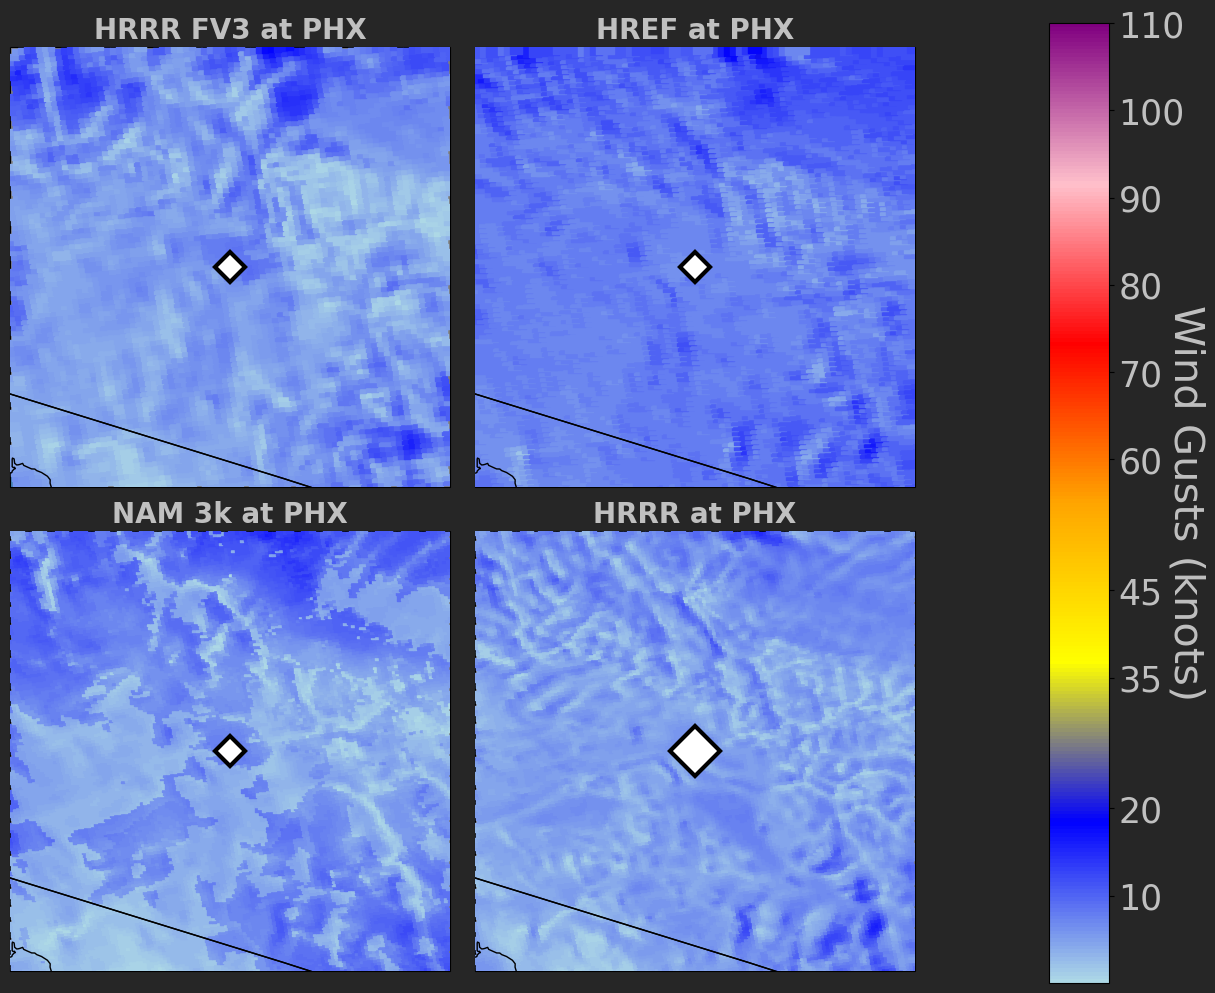 HRRR FV3 at PHX
HREF at PHX
NAM 3k at PHX
HRRR at PHX
110
100
90
80
70
60
45
35
20
10
Wind Gusts (knots)